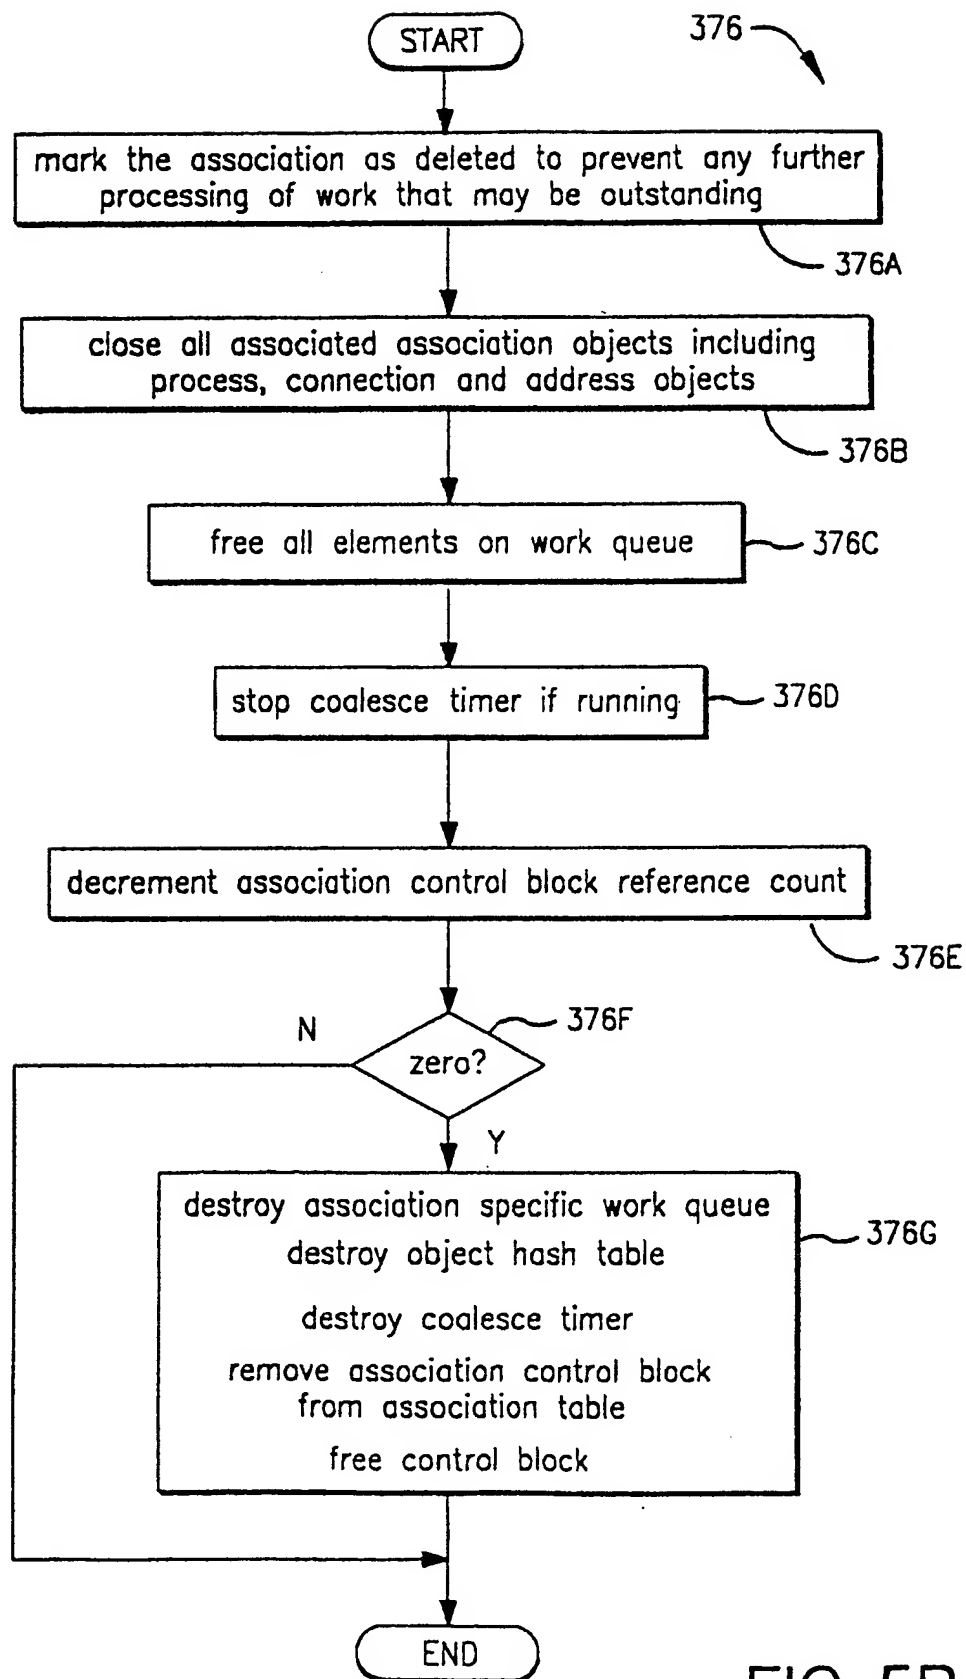 START
376
mark the association as deleted to prevent any further
processing of work that may be outstanding
376A
close all associated association objects including
process, connection and address objects
376B
free all elements on work queue
376C
stop coalesce timer if running
376D
decrement association control block reference count
376E
376F
N
zero?
Y
destroy association specific work queue
376G
destroy object hash table
destroy coalesce timer
remove association control block
from association table
free control block
END